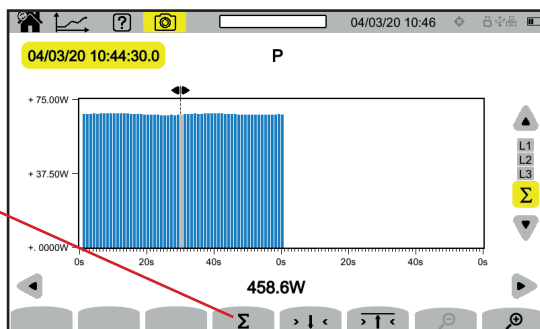 ? 04/03/20 10:46
04/03/20 10:44:30.0 P
+ 75.00W
+ 37.50W
+. 0000W
0s 20s 40s 0s 20s 40s 0s
L1
L2
L3
Σ
458.6W
Σ